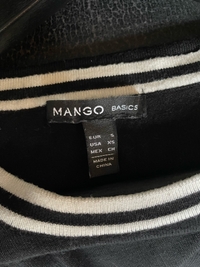 MANGO BASICS
EUR S
USA XS
MEX CH
MADE IN
CHINA